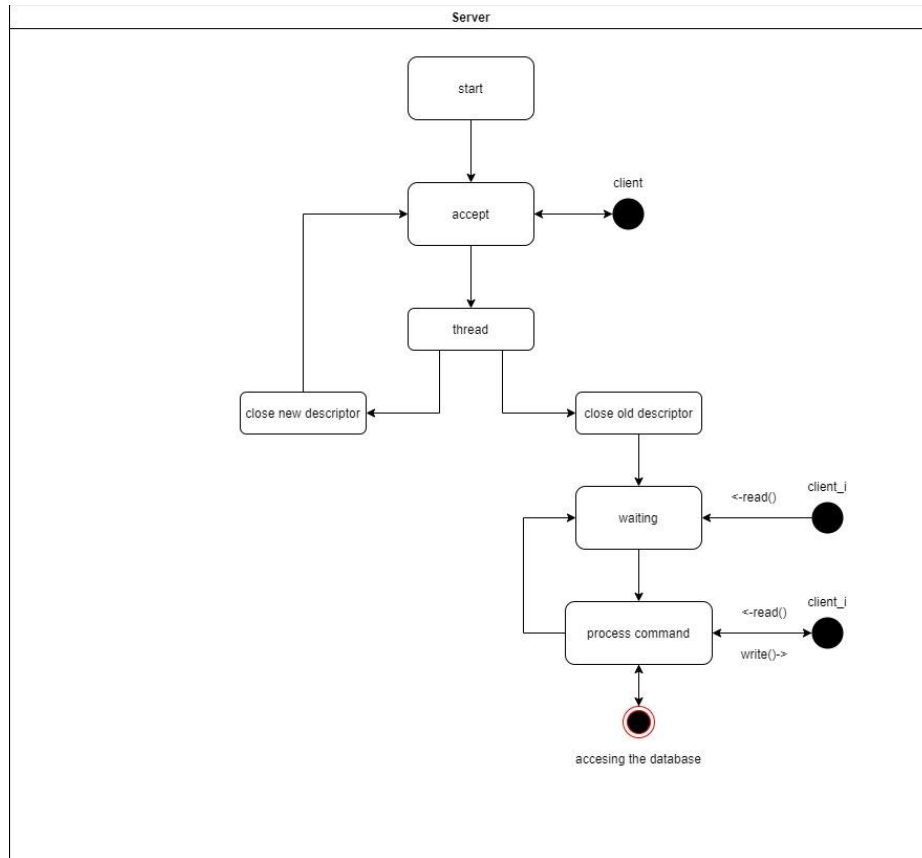 Server
start
client
accept
thread
close new descriptor
close old descriptor
client_i
<-read()
waiting
client_i
<-read()
process command
write()->
accesing the database